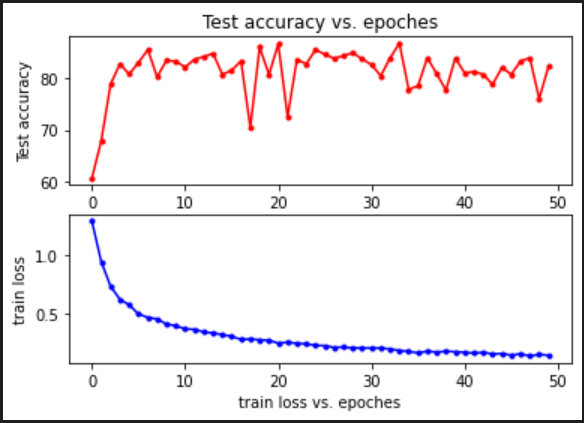 Test accuracy vs. epoches
Test accuracy
80
70
60
0 10 20 30 40 50
train loss
1.0
0.5
0 10 20 30 40 50
train loss vs. epoches